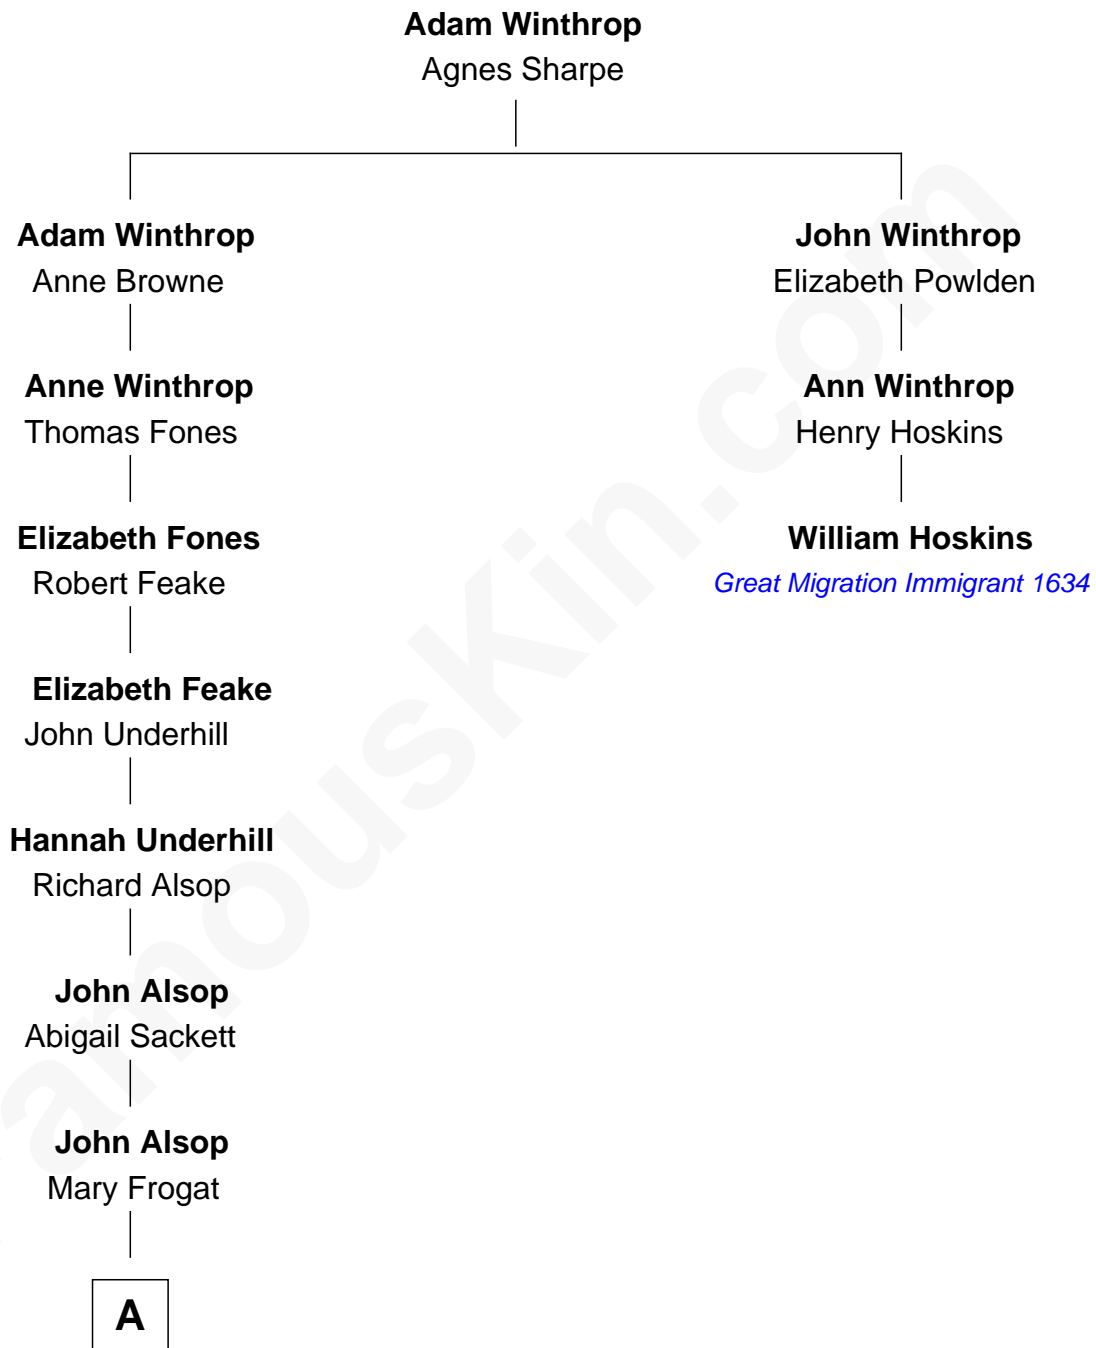 Adam Winthrop
Agnes Sharpe
Adam Winthrop
Anne Browne
John Winthrop
Elizabeth Powlden
Anne Winthrop
Thomas Fones
Ann Winthrop
Henry Hoskins
Elizabeth Fones
Robert Feake
William Hoskins
Great Migration Immigrant 1634
Elizabeth Feake
John Underhill
Hannah Underhill
Richard Alsop
John Alsop
Abigail Sackett
John Alsop
Mary Frogat
A
amousKin.com